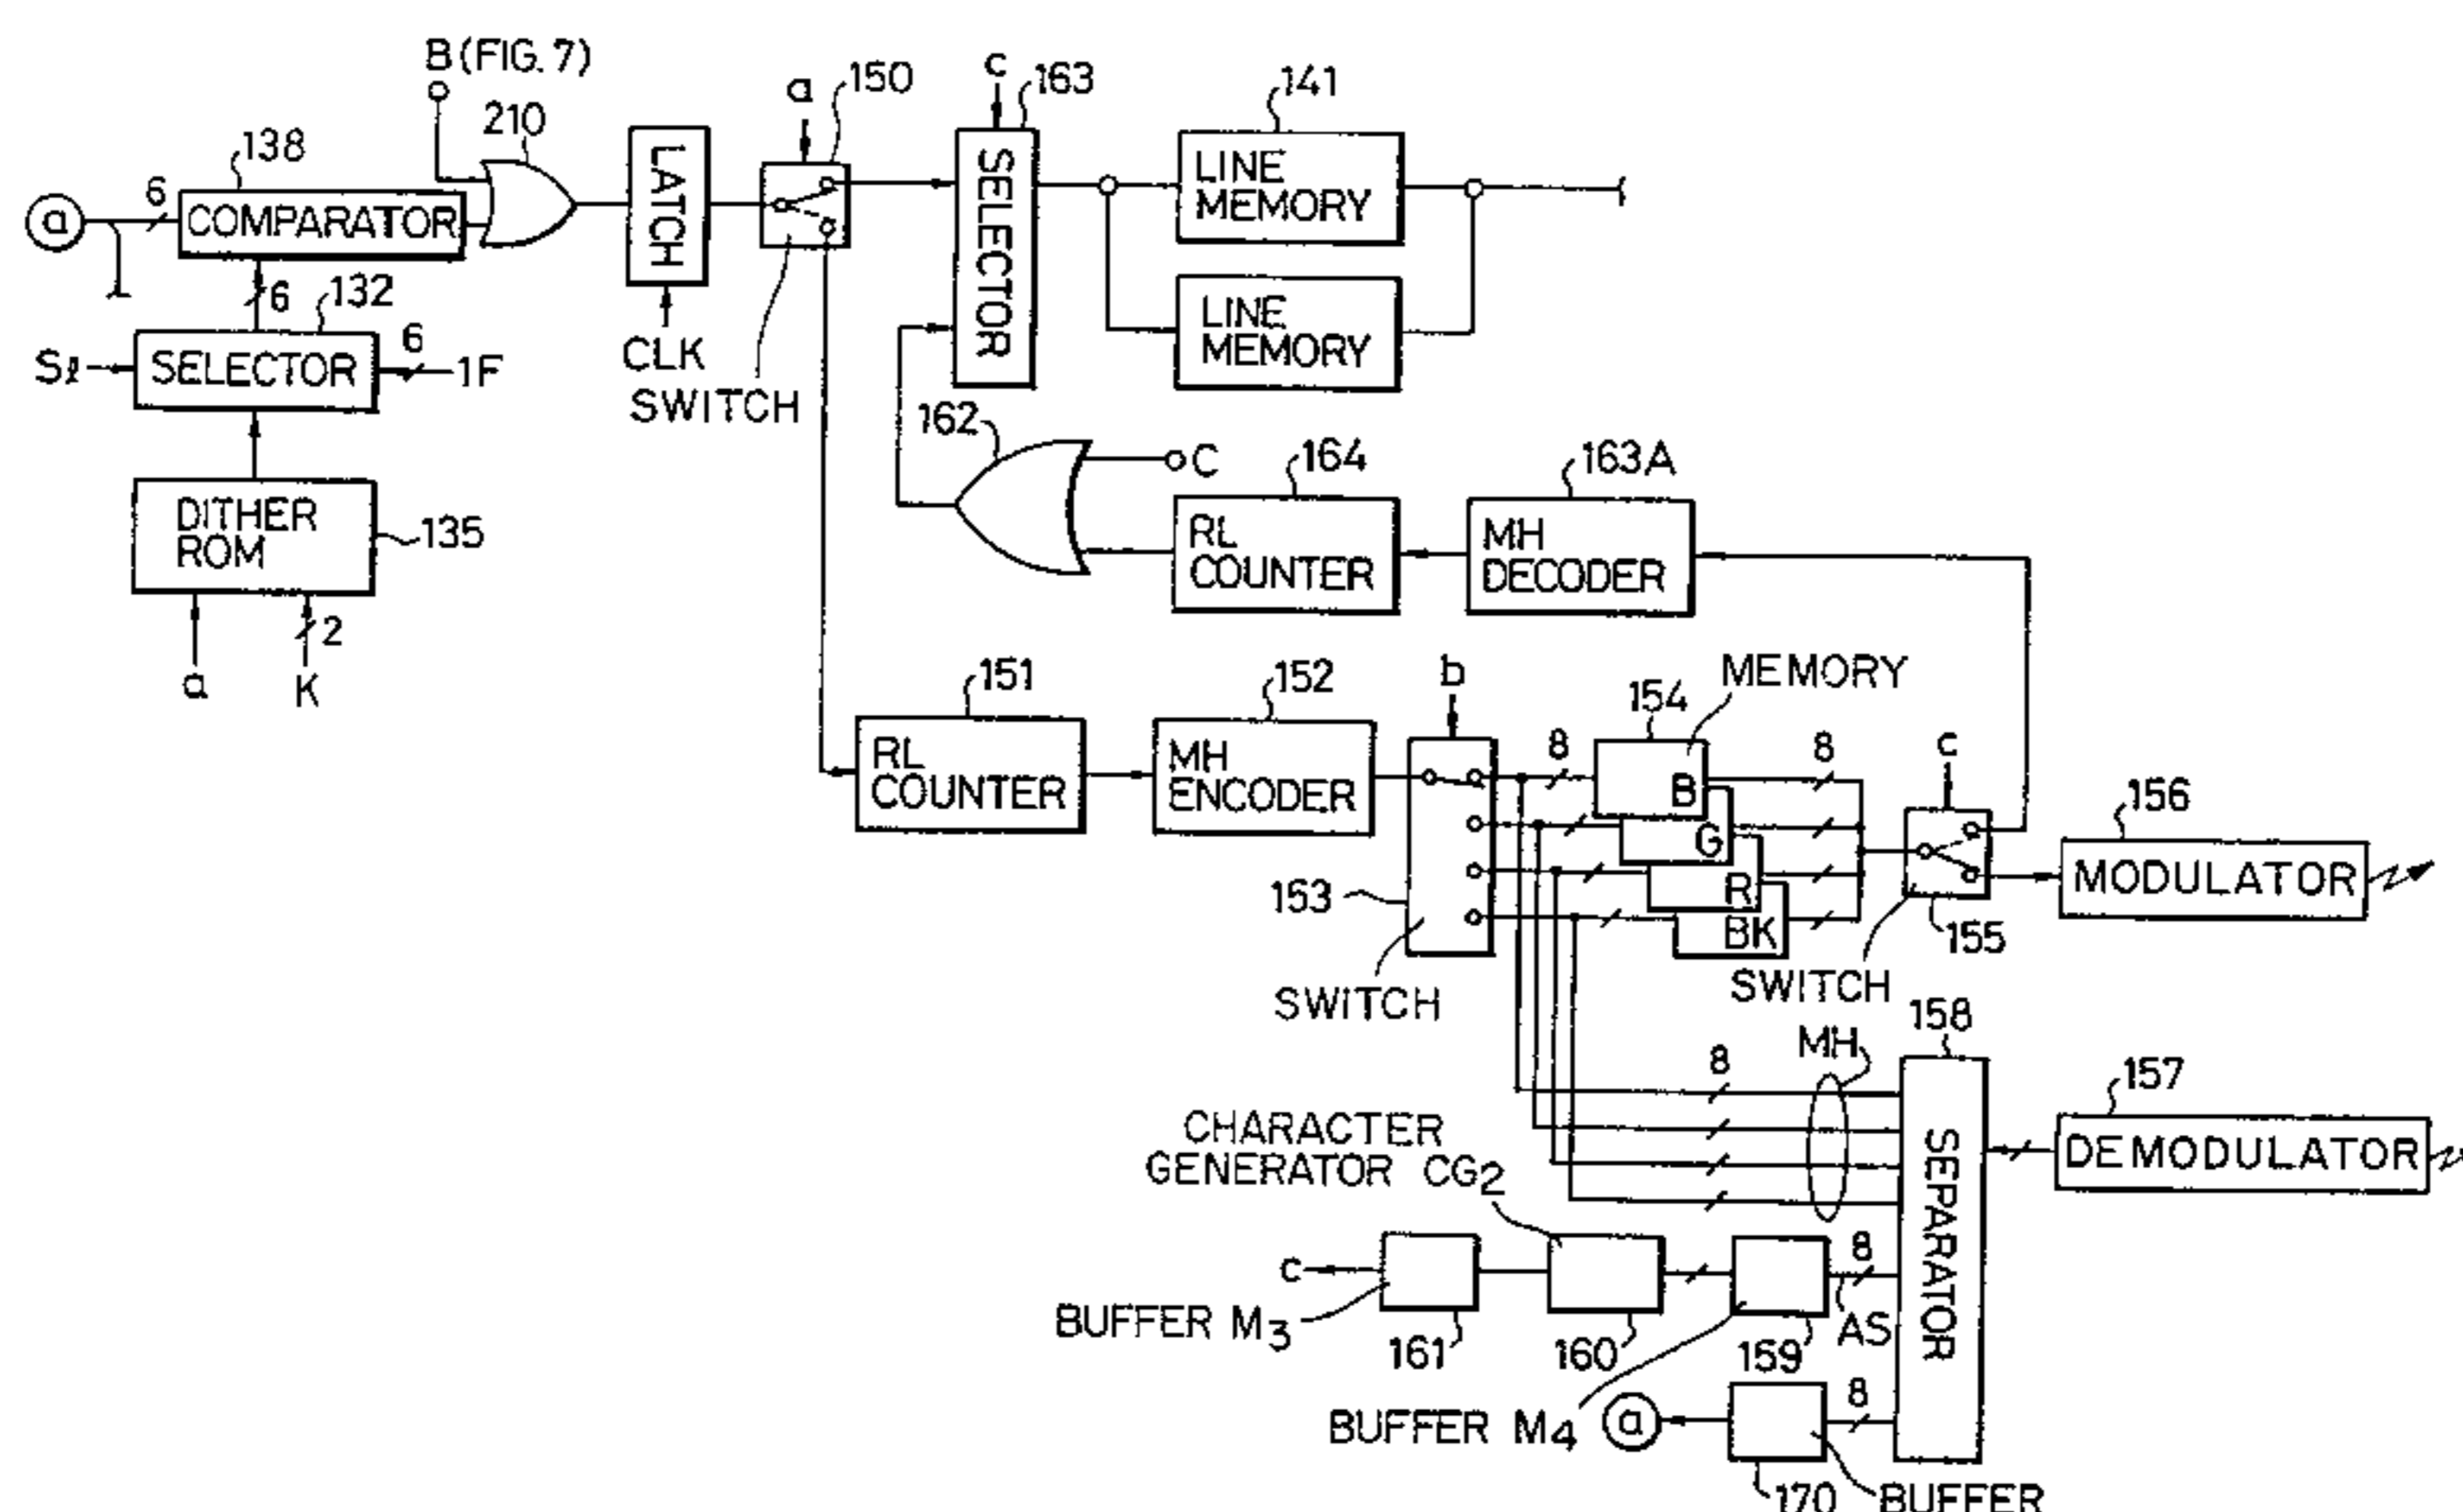 B (FIG. 7)
210
138
a
150
c
163
141
a
6
COMPARATOR
LATCH
SELECTOR
LINE
MEMORY
LINE
MEMORY
6
132
Sℓ
SELECTOR
6
1F
CLK
SWITCH
DITHER
ROM
135
a
2
K
162
C
164
163A
RL
COUNTER
MH
DECODER
151
152
b
154
MEMORY
RL
COUNTER
MH
ENCODER
8
8
B
G
R
BK
c
156
MODULATOR
153
155
SWITCH
SWITCH
158
MH
8
157
DEMODULATOR
SEPARATOR
CHARACTER
GENERATOR CG2
c
8
BUFFER M3
161
160
159
AS
BUFFER M4
a
8
170
BUFFER